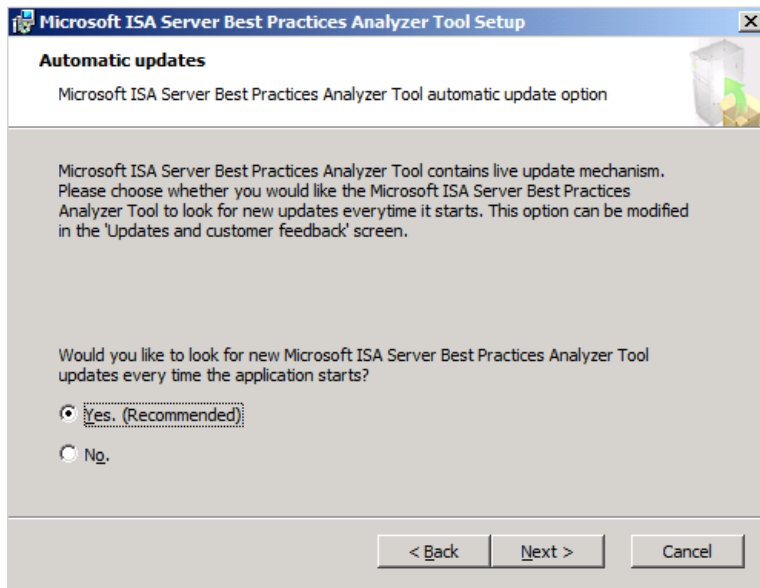 Microsoft ISA Server Best Practices Analyzer Tool Setup
Automatic updates
Microsoft ISA Server Best Practices Analyzer Tool automatic update option
Microsoft ISA Server Best Practices Analyzer Tool contains live update mechanism.
Please choose whether you would like the Microsoft ISA Server Best Practices
Analyzer Tool to look for new updates everytime it starts. This option can be modified
in the 'Updates and customer feedback' screen.
Would you like to look for new Microsoft ISA Server Best Practices Analyzer Tool
updates every time the application starts?
Yes. (Recommended)
No.
< Back Next > Cancel